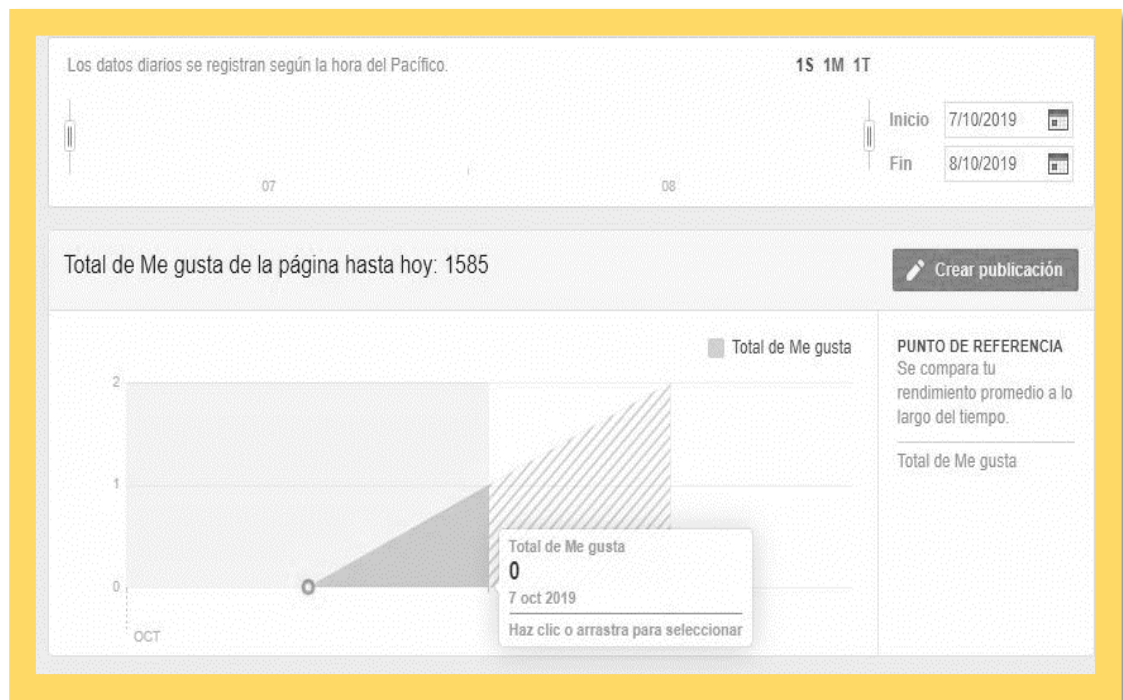 Los datos diarios se registran según la hora del Pacífico.
1S 1M 1T
Inicio 7/10/2019
Fin 8/10/2019
07 08
Total de Me gusta de la página hasta hoy: 1585
Crear publicación
Total de Me gusta
PUNTO DE REFERENCIA
Se compara tu
rendimiento promedio a lo
largo del tiempo.
Total de Me gusta
2
1
0
OCT
Total de Me gusta
0
7 oct 2019
Haz clic o arrastra para seleccionar